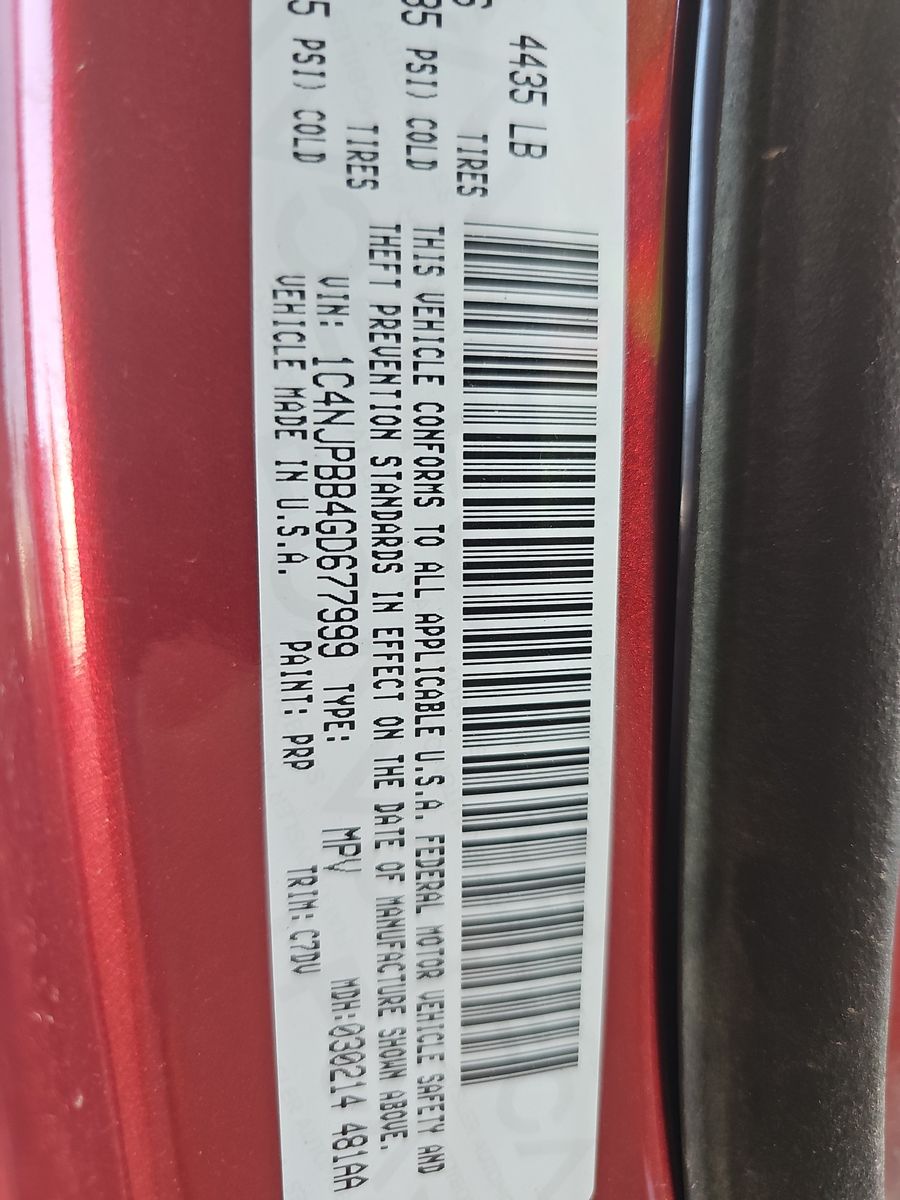 4435 LB
TIRES
85 PSI) COLD
TIRES
5 PSI) COLD
THIS VEHICLE CONFORMS TO ALL APPLICABLE U.S.A. FEDERAL MOTOR VEHICLE SAFETY AND
THEFT PREVENTION STANDARDS IN EFFECT ON THE DATE OF MANUFACTURE SHOWN ABOVE.
VIN: 1C4NJPBB4GD677999 TYPE: MPV MDH:030214 481AA
VEHICLE MADE IN U.S.A. PAINT: PRP TRIM: C7DV